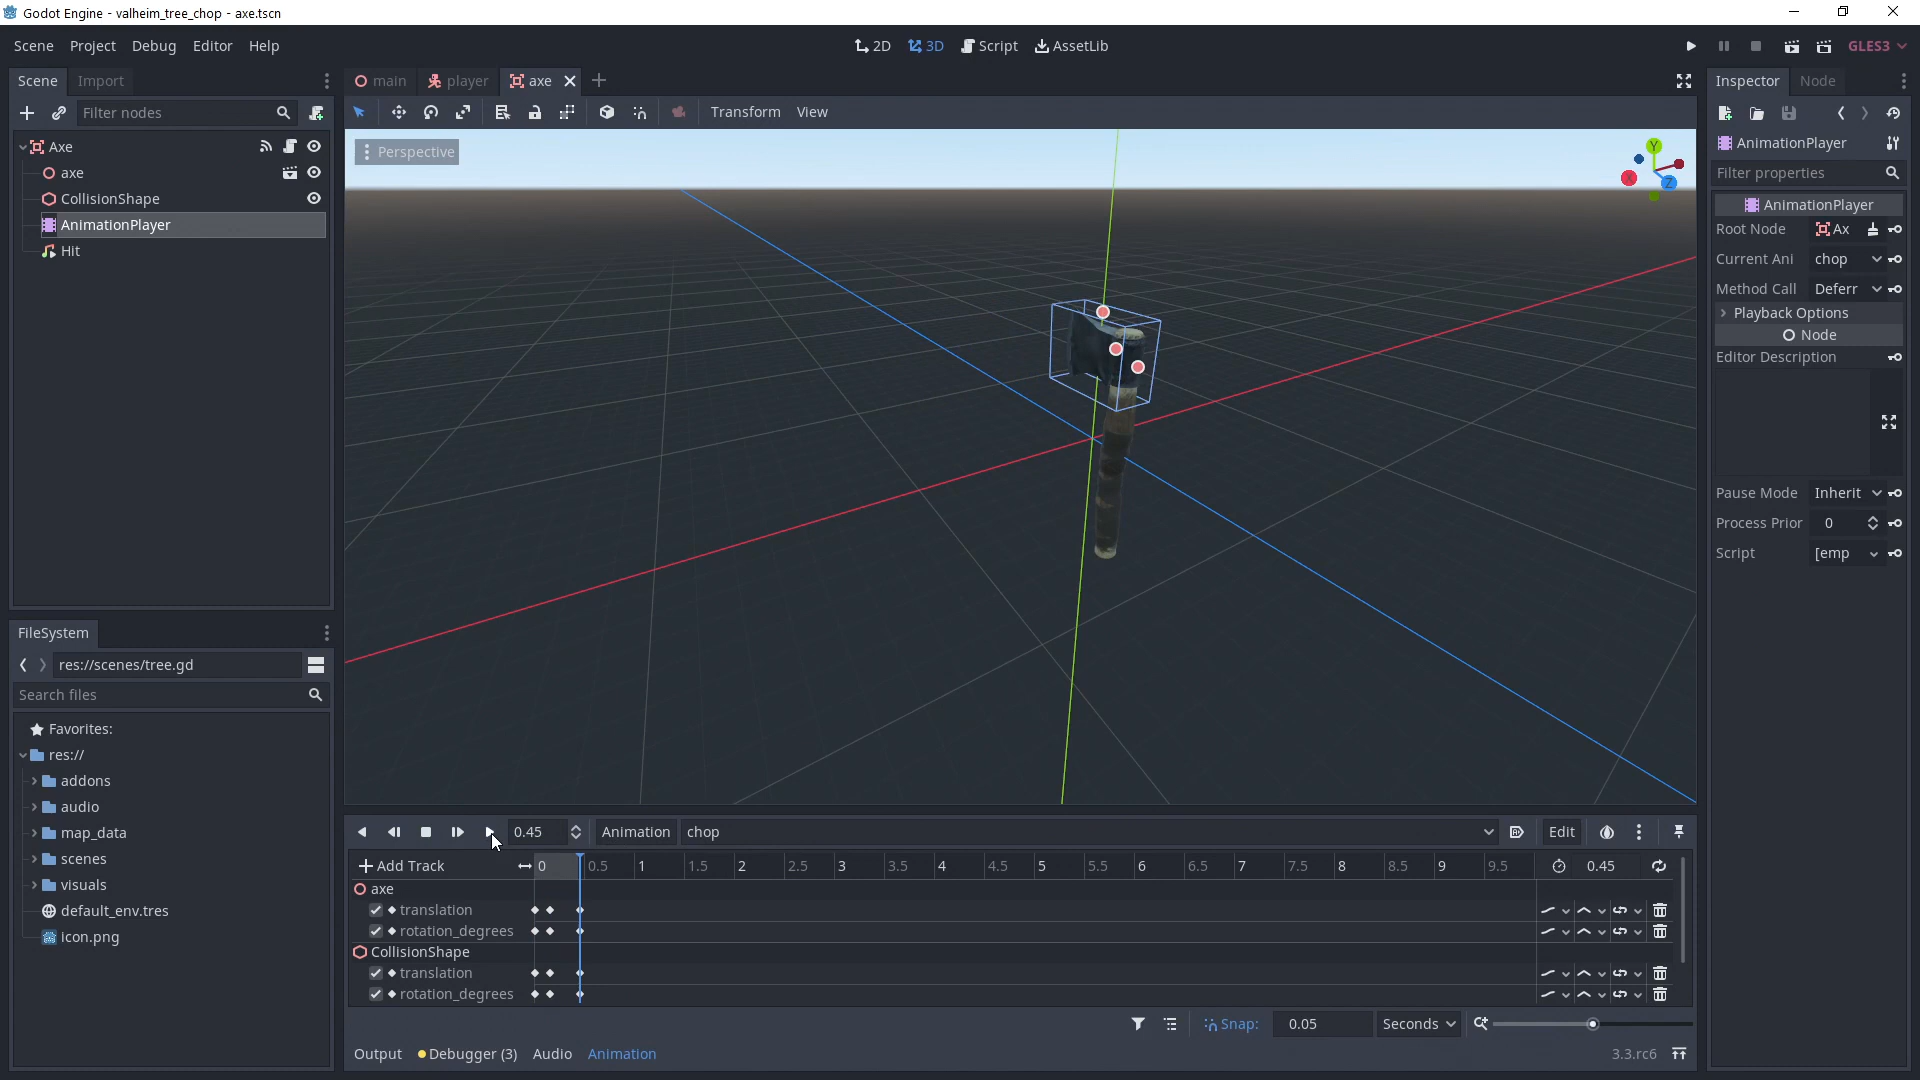 Godot Engine - valheim_tree_chop - axe.tscn
Scene Project Debug Editor Help
2D 3D Script AssetLib
GLES3
Scene Import
main player axe
Inspector Node
Filter nodes
Transform View
Axe
axe
CollisionShape
AnimationPlayer
Hit
Perspective
Y
X
Z
AnimationPlayer
Filter properties
AnimationPlayer
Root Node Ax
Current Ani chop
Method Call Deferr
Playback Options
Node
Editor Description
Pause Mode Inherit
Process Prior 0
Script [emp
FileSystem
res://scenes/tree.gd
Search files
Favorites:
res://
addons
audio
map_data
scenes
visuals
default_env.tres
icon.png
0.45 Animation chop Edit
Add Track 0 0.5 1 1.5 2 2.5 3 3.5 4 4.5 5 5.5 6 6.5 7 7.5 8 8.5 9 9.5 0.45
axe
translation
rotation_degrees
CollisionShape
translation
rotation_degrees
Snap: 0.05 Seconds
Output Debugger (3) Audio Animation
3.3.rc6